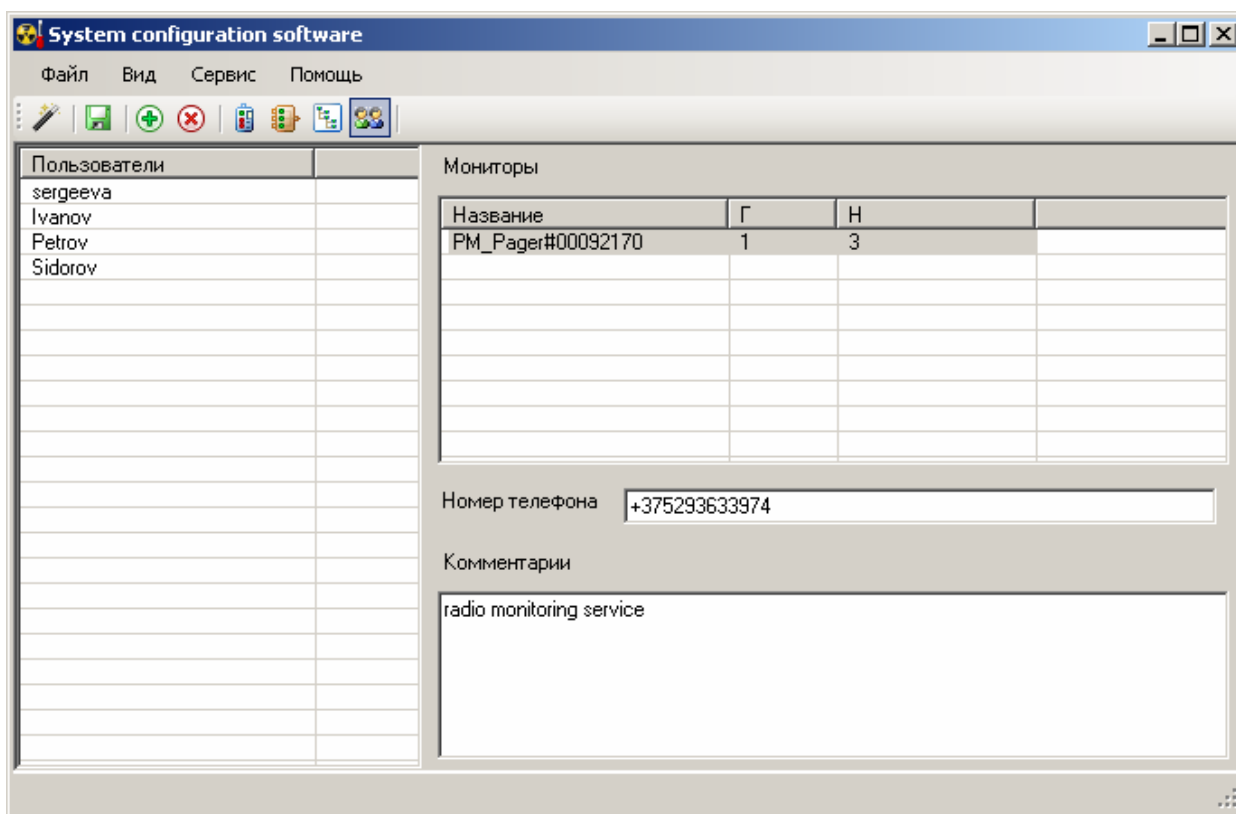 System configuration software
Файл Вид Сервис Помощь
Пользователи
sergeeva
Ivanov
Petrov
Sidorov
Мониторы
Название Г Н
PM_Pager#00092170 1 3
Номер телефона +375293633974
Комментарии
radio monitoring service